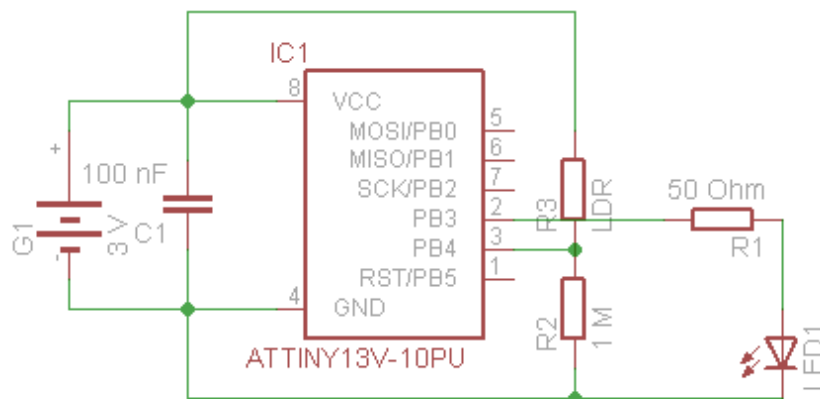 IC1
8
VCC
MOSI/PB0
5
MISO/PB1
6
SCK/PB2
7
PB3
2
PB4
3
RST/PB5
1
4
GND
ATTINY13V-10PU
+
-
G1
3 V
100 nF
C1
R3
LDR
R2
1 M
50 Ohm
R1
LED1